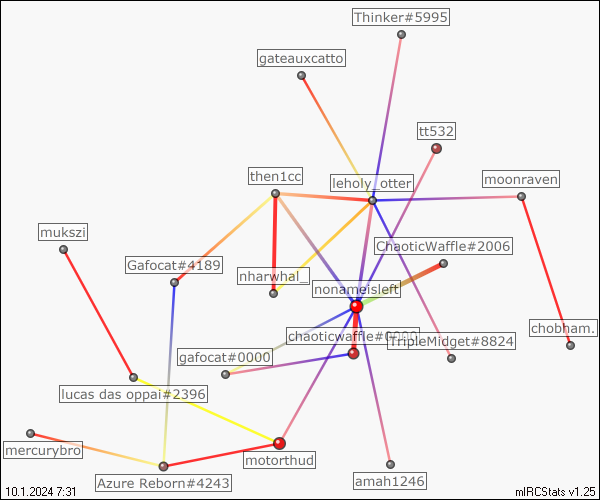 Thinker#5995
gateauxcatto
tt532
then1cc
leholy_otter
moonraven
mukszi
ChaoticWaffle#2006
Gafocat#4189
nharwhal_
nonameisleft
chaoticwaffle#0000
chobham.
TripleMidget#8824
gafocat#0000
lucas das oppai#2396
mercurybro
motorthud
Azure Reborn#4243
amah1246
10.1.2024 7:31
mIRCStats v1.25